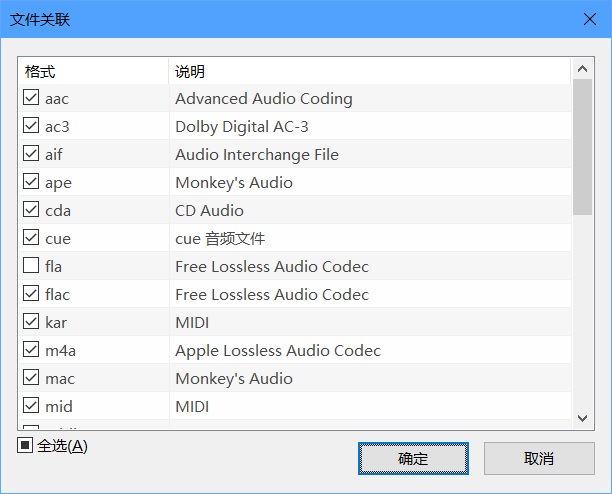 文件关联
格式 说明
aac Advanced Audio Coding
ac3 Dolby Digital AC-3
aif Audio Interchange File
ape Monkey's Audio
cda CD Audio
cue cue 音频文件
fla Free Lossless Audio Codec
flac Free Lossless Audio Codec
kar MIDI
m4a Apple Lossless Audio Codec
mac Monkey's Audio
mid MIDI
全选(A)
确定 取消